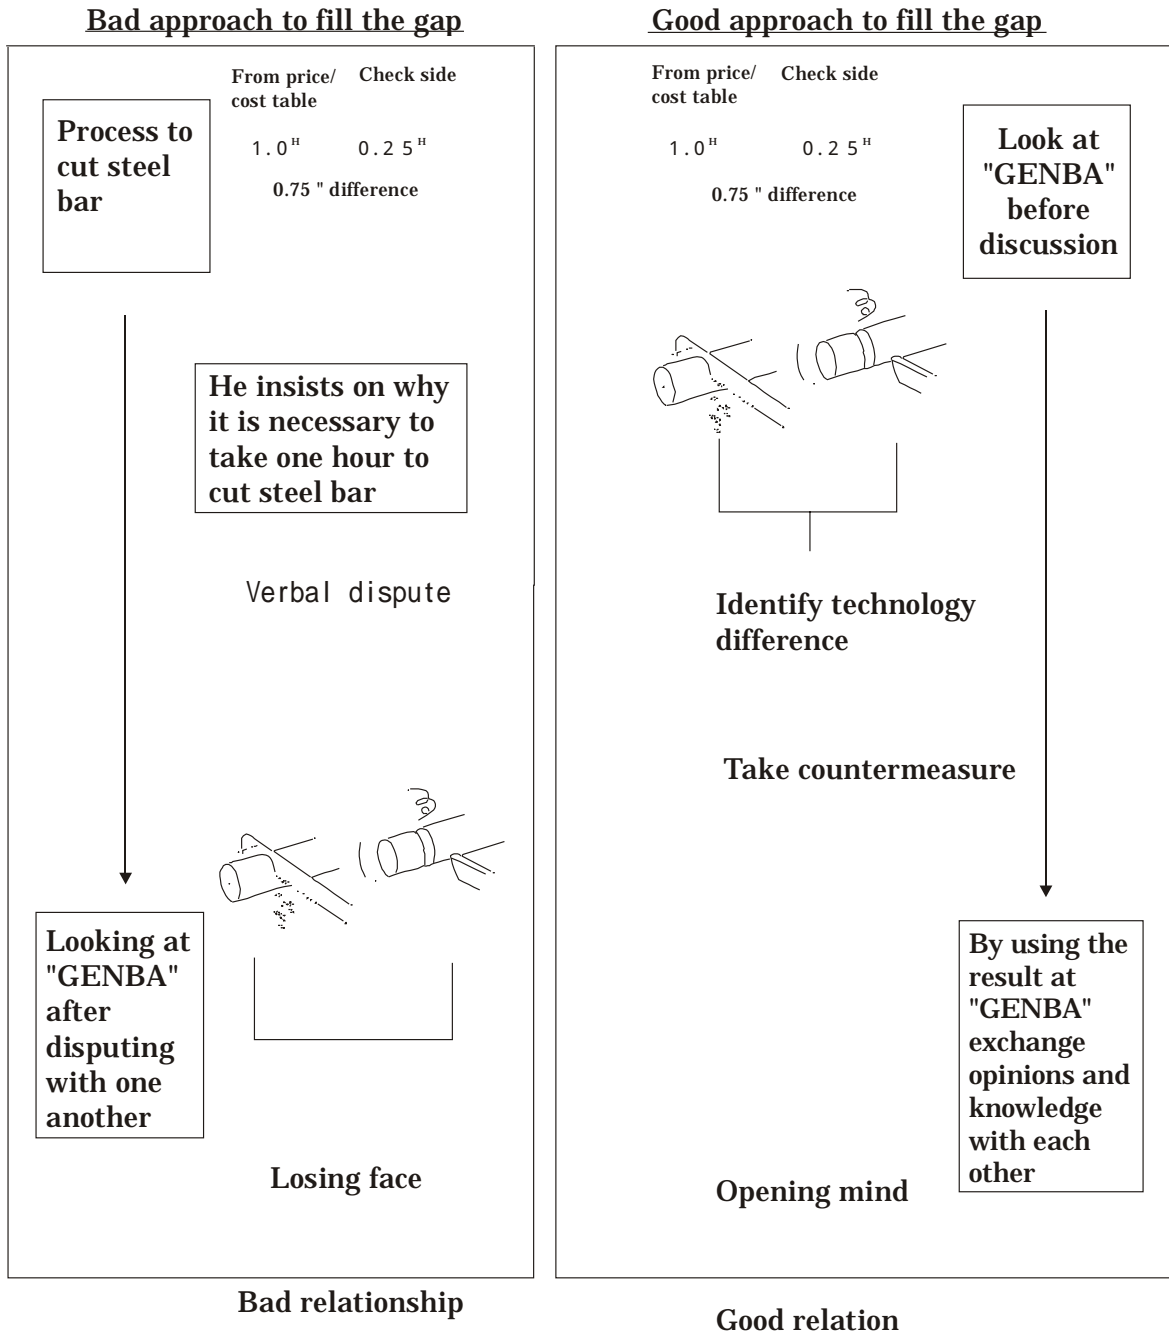 Bad approach to fill the gap
From price/ Check side
cost table
Process to
cut steel
bar
1.0ᴴ 0.25ᴴ
0.75 " difference
He insists on why
it is necessary to
take one hour to
cut steel bar
Verbal dispute
Looking at
"GENBA"
after
disputing
with one
another
Losing face
Bad relationship
Good approach to fill the gap
From price/ Check side
cost table
1.0ᴴ 0.25ᴴ
0.75 " difference
Look at
"GENBA"
before
discussion
Identify technology
difference
Take countermeasure
By using the
result at
"GENBA"
exchange
opinions and
knowledge
with each
other
Opening mind
Good relation